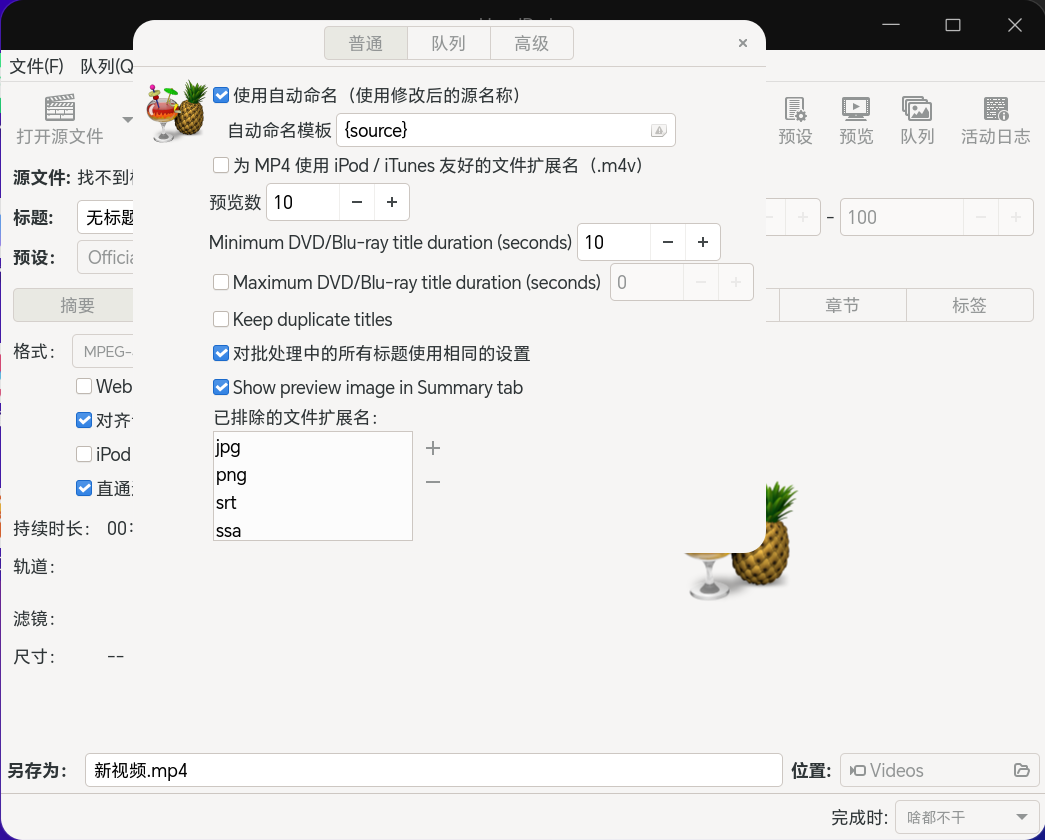 普通 队列 高级
文件(F) 队列(Q
使用自动命名（使用修改后的源名称）
打开源文件
自动命名模板 {source}
预设 预览 队列 活动日志
为 MP4 使用 iPod / iTunes 友好的文件扩展名（.m4v）
源文件: 找不到
预览数 10
标题: 无标题
- 100
Minimum DVD/Blu-ray title duration (seconds) 10
预设: Officia
Maximum DVD/Blu-ray title duration (seconds) 0
摘要 章节 标签
Keep duplicate titles
格式: MPEG-
对批处理中的所有标题使用相同的设置
Web
Show preview image in Summary tab
对齐
已排除的文件扩展名:
jpg
iPod
png
直通
srt
持续时长: 00:
ssa
轨道:
滤镜:
尺寸: --
另存为: 新视频.mp4 位置: Videos
完成时: 啥都不干